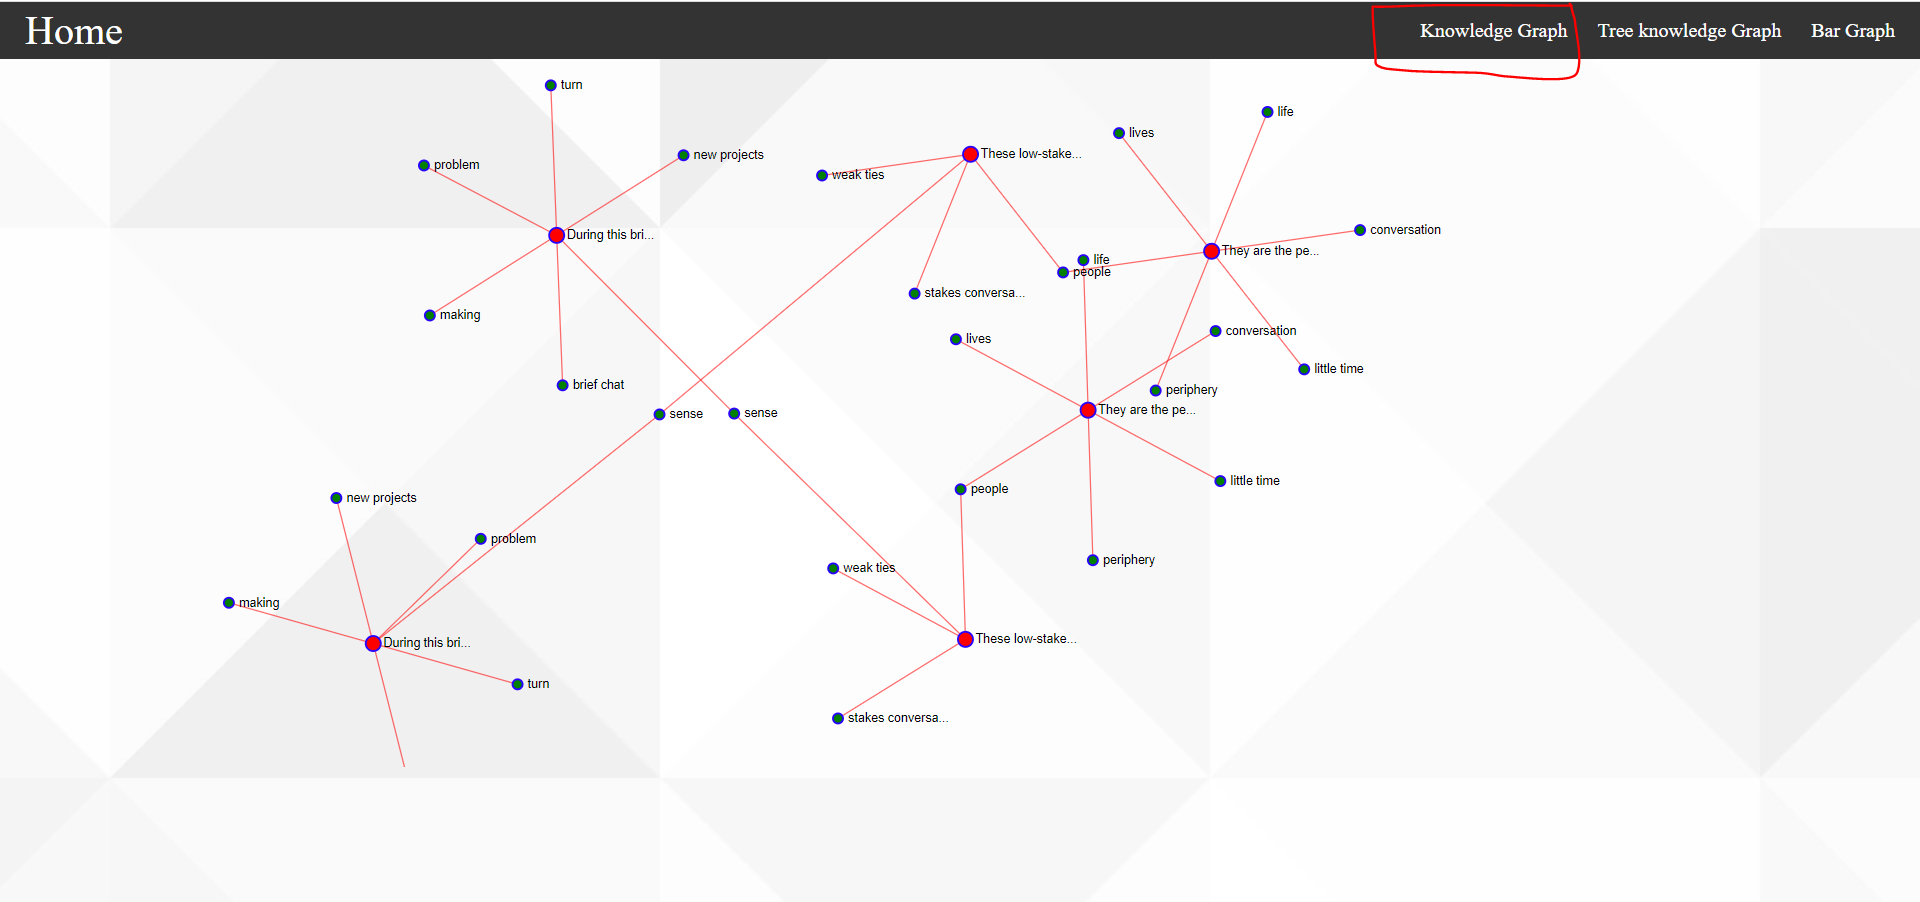 Home
Knowledge Graph
Tree knowledge Graph
Bar Graph
turn
life
lives
problem
new projects
These low-stake...
weak ties
During this bri...
conversation
They are the pe...
life
people
stakes conversa...
making
conversation
lives
little time
brief chat
periphery
They are the pe...
sense
sense
little time
people
new projects
problem
periphery
weak ties
making
During this bri...
These low-stake...
turn
stakes conversa...